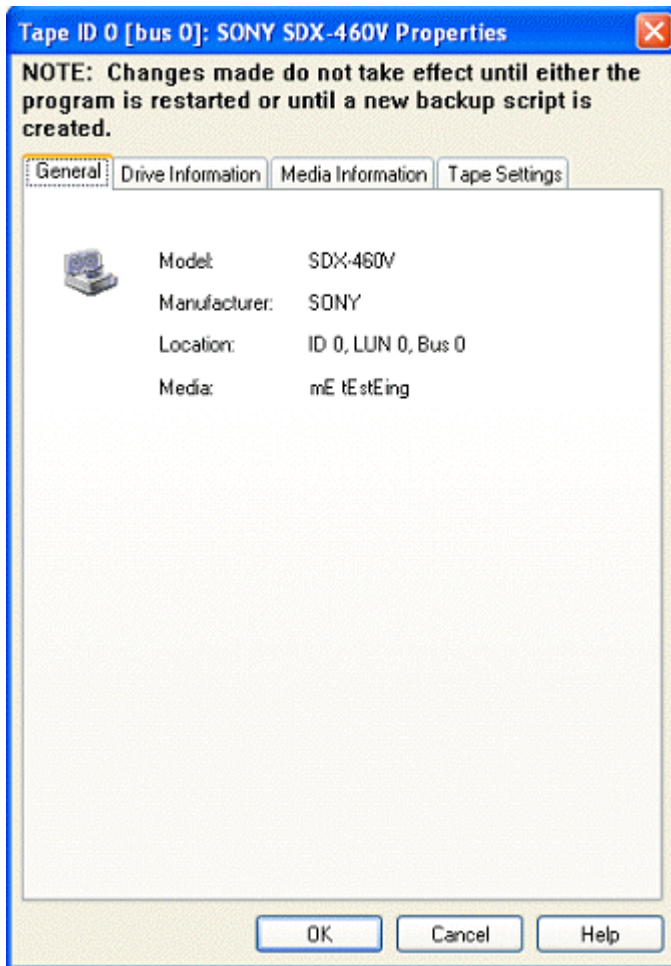 Tape ID 0 [bus 0]: SONY SDX-460V Properties
NOTE: Changes made do not take effect until either the
program is restarted or until a new backup script is
created.
General Drive Information Media Information Tape Settings
Model: SDX-460V
Manufacturer: SONY
Location: ID 0, LUN 0, Bus 0
Media: mE tEstEing
OK Cancel Help